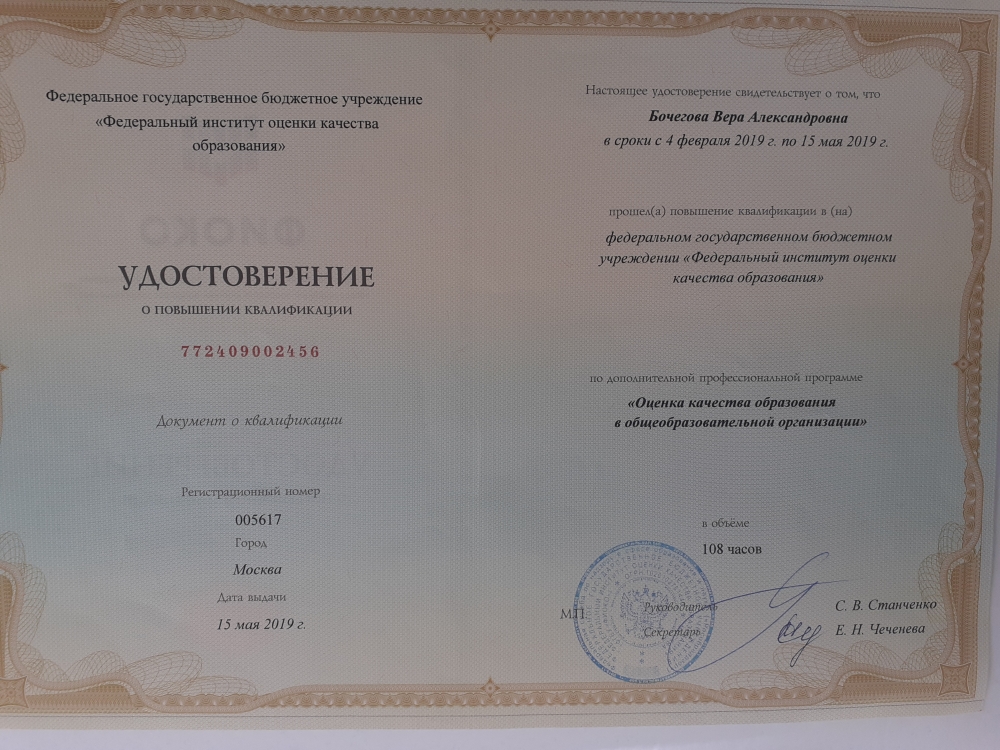 Федеральное государственное бюджетное учреждение
«Федеральный институт оценки качества
образования»
ФИОКО
УДОСТОВЕРЕНИЕ
О ПОВЫШЕНИИ КВАЛИФИКАЦИИ
772409002456
Документ о квалификации
Регистрационный номер
005617
Город
Москва
Дата выдачи
15 мая 2019 г.
Настоящее удостоверение свидетельствует о том, что
Бочегова Вера Александровна
в сроки с 4 февраля 2019 г. по 15 мая 2019 г.
прошел(а) повышение квалификации в (на)
федеральном государственном бюджетном
учреждении «Федеральный институт оценки
качества образования»
по дополнительной профессиональной программе
«Оценка качества образования
в общеобразовательной организации»
в объёме
108 часов
М.П.
Руководитель
С. В. Станченко
Секретарь
Е. Н. Чеченева